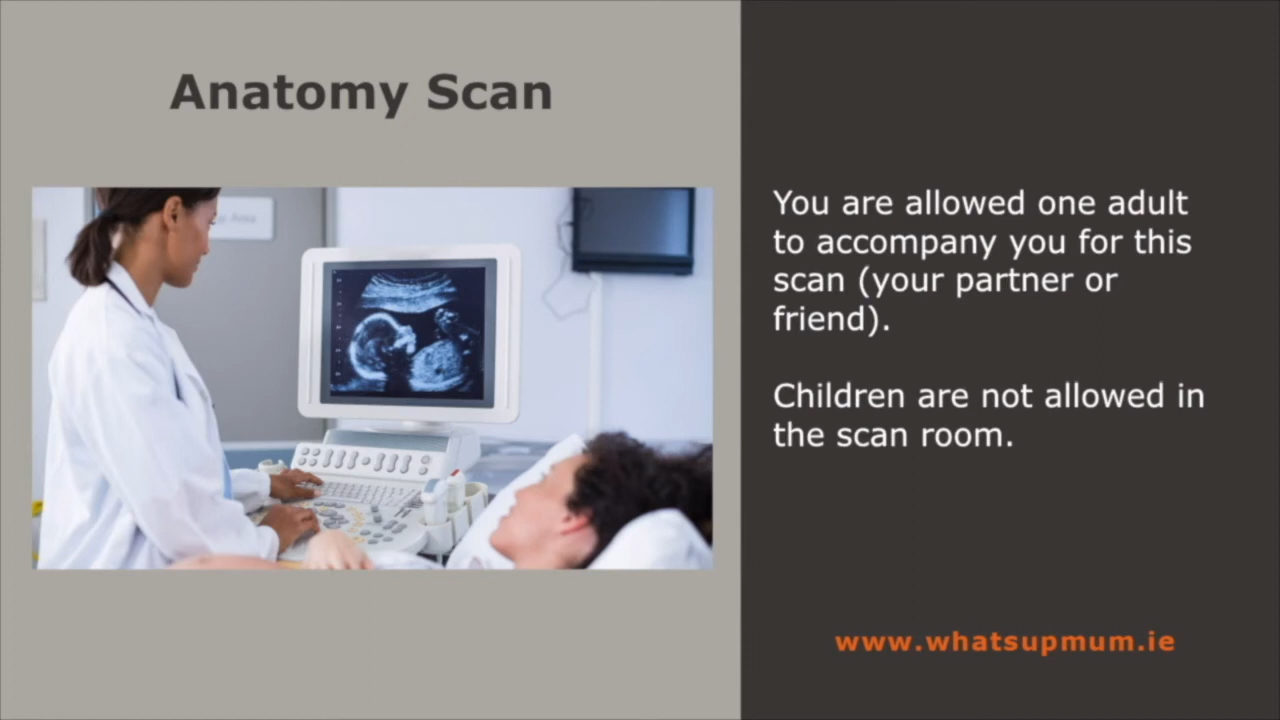 Anatomy Scan
You are allowed one adult
to accompany you for this
scan (your partner or
friend).
Children are not allowed in
the scan room.
www.whatsupmum.ie